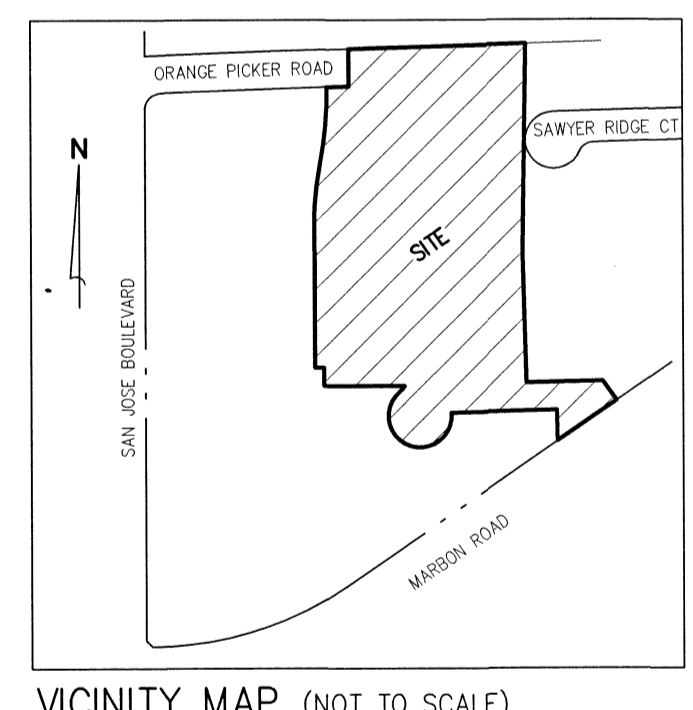 ORANGE PICKER ROAD
SAWYER RIDGE CT
N
SITE
SAN JOSE BOULEVARD
MARBON ROAD
VICINITY MAP (NOT TO SCALE)